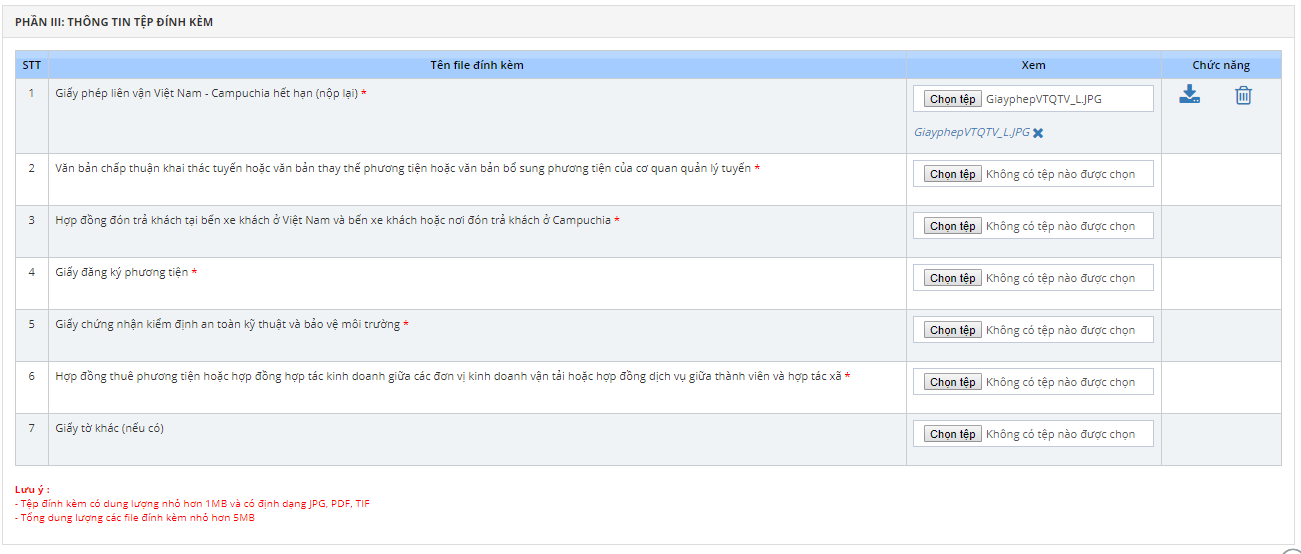 PHẦN III: THÔNG TIN TỆP ĐÍNH KÈM
STT Tên file đính kèm Xem Chức năng
1 Giấy phép liên vận Việt Nam - Campuchia hết hạn (nộp lại) * Chọn tệp GiayphepVTQTV_L.JPG
GiayphepVTQTV_L.JPG
2 Văn bản chấp thuận khai thác tuyến hoặc văn bản thay thế phương tiện hoặc văn bản bổ sung phương tiện của cơ quan quản lý tuyến * Chọn tệp Không có tệp nào được chọn
3 Hợp đồng đón trả khách tại bến xe khách ở Việt Nam và bến xe khách hoặc nơi đón trả khách ở Campuchia * Chọn tệp Không có tệp nào được chọn
4 Giấy đăng ký phương tiện * Chọn tệp Không có tệp nào được chọn
5 Giấy chứng nhận kiểm định an toàn kỹ thuật và bảo vệ môi trường * Chọn tệp Không có tệp nào được chọn
6 Hợp đồng thuê phương tiện hoặc hợp đồng hợp tác kinh doanh giữa các đơn vị kinh doanh vận tải hoặc hợp đồng dịch vụ giữa thành viên và hợp tác xã * Chọn tệp Không có tệp nào được chọn
7 Giấy tờ khác (nếu có) Chọn tệp Không có tệp nào được chọn
Lưu ý :
- Tệp đính kèm có dung lượng nhỏ hơn 1MB và có định dạng JPG, PDF, TIF
- Tổng dung lượng các file đính kèm nhỏ hơn 5MB